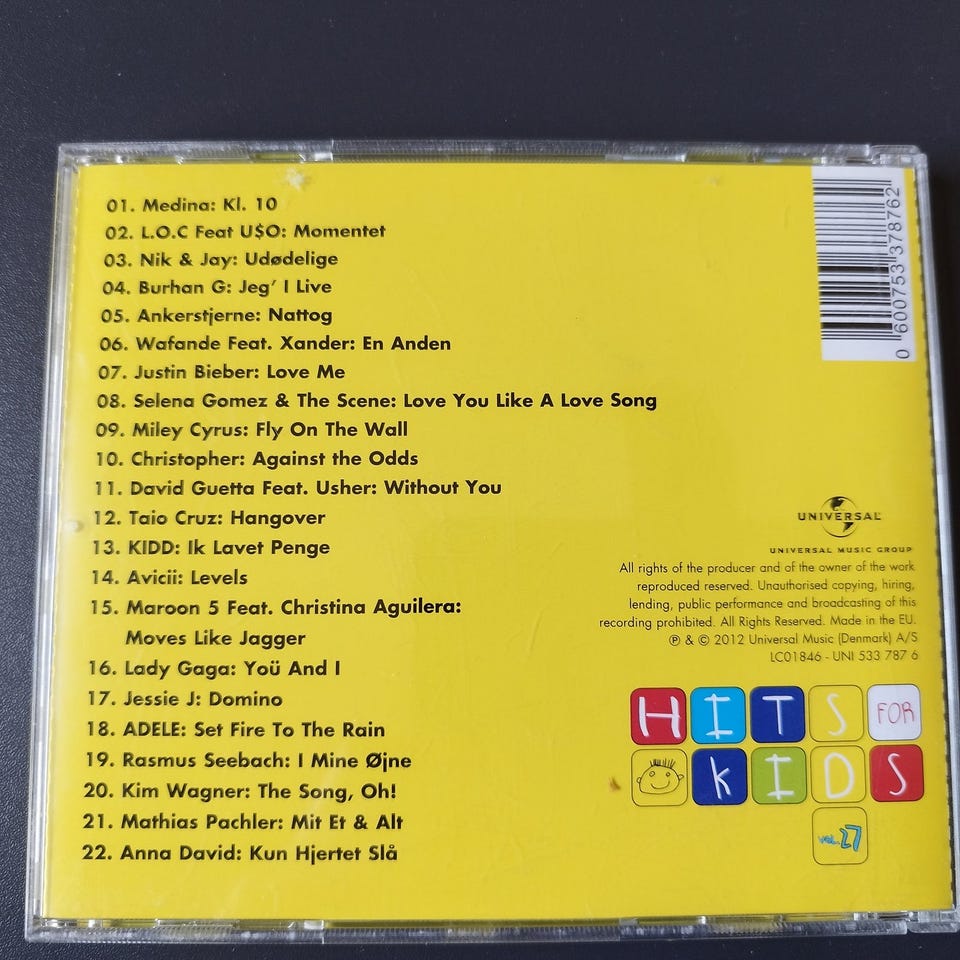 01. Medina: Kl. 10
02. L.O.C Feat U$O: Momentet
03. Nik & Jay: Udødelige
04. Burhan G: Jeg' I Live
05. Ankerstjerne: Nattog
06. Wafande Feat. Xander: En Anden
07. Justin Bieber: Love Me
08. Selena Gomez & The Scene: Love You Like A Love Song
09. Miley Cyrus: Fly On The Wall
10. Christopher: Against the Odds
11. David Guetta Feat. Usher: Without You
12. Taio Cruz: Hangover
13. KIDD: Ik Lavet Penge
14. Avicii: Levels
15. Maroon 5 Feat. Christina Aguilera:
Moves Like Jagger
16. Lady Gaga: Yoü And I
17. Jessie J: Domino
18. ADELE: Set Fire To The Rain
19. Rasmus Seebach: I Mine Øjne
20. Kim Wagner: The Song, Oh!
21. Mathias Pachler: Mit Et & Alt
22. Anna David: Kun Hjertet Slå
0 600753 378762
UNIVERSAL
UNIVERSAL MUSIC GROUP
All rights of the producer and of the owner of the work
reproduced reserved. Unauthorised copying, hiring,
lending, public performance and broadcasting of this
recording prohibited. All Rights Reserved. Made in the EU.
℗ & © 2012 Universal Music (Denmark) A/S
LC01846 - UNI 533 787 6
HITS FOR
KIDS
VOL. 27